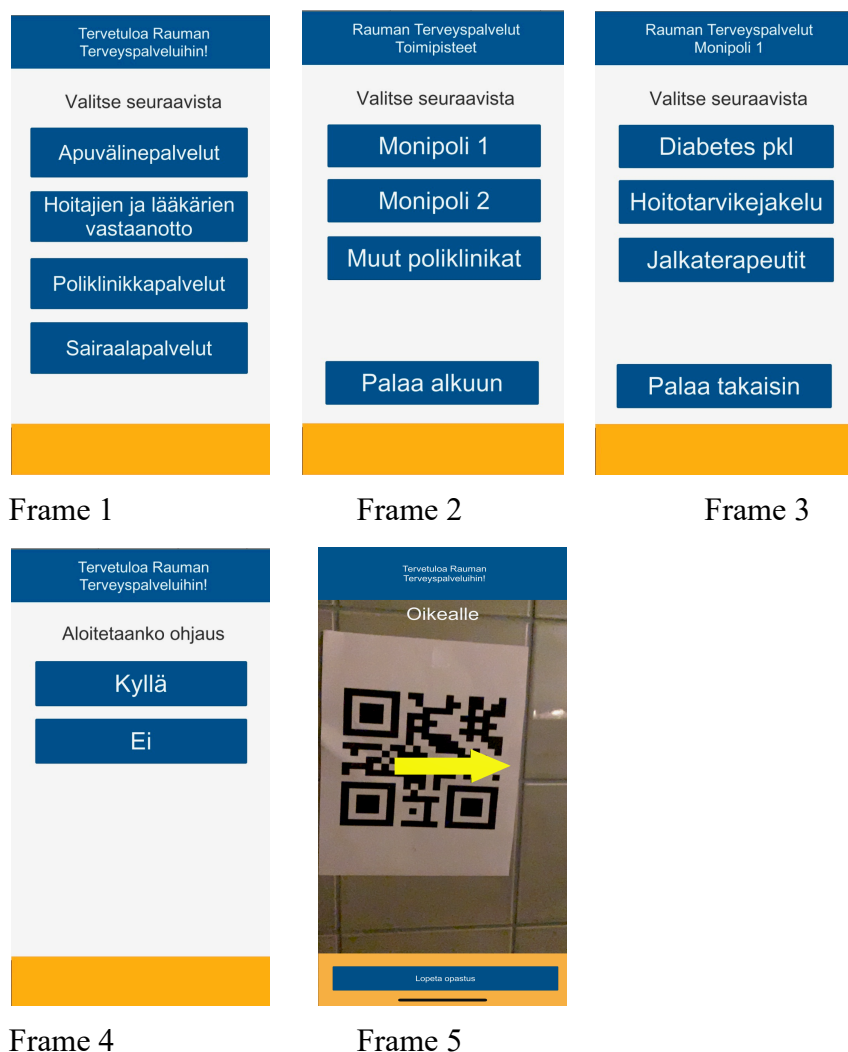 Tervetuloa Rauman
Terveyspalveluihin!
Valitse seuraavista
Apuvälinepalvelut
Hoitajien ja lääkärien
vastaanotto
Poliklinikkapalvelut
Sairaalapalvelut
Frame 1
Rauman Terveyspalvelut
Toimipisteet
Valitse seuraavista
Monipoli 1
Monipoli 2
Muut poliklinikat
Palaa alkuun
Frame 2
Rauman Terveyspalvelut
Monipoli 1
Valitse seuraavista
Diabetes pkl
Hoitotarvikejakelu
Jalkaterapeutit
Palaa takaisin
Frame 3
Tervetuloa Rauman
Terveyspalveluihin!
Aloitetaanko ohjaus
Kyllä
Ei
Frame 4
Tervetuloa Rauman
Terveyspalveluihin!
Oikealle
Lopeta opastus
Frame 5